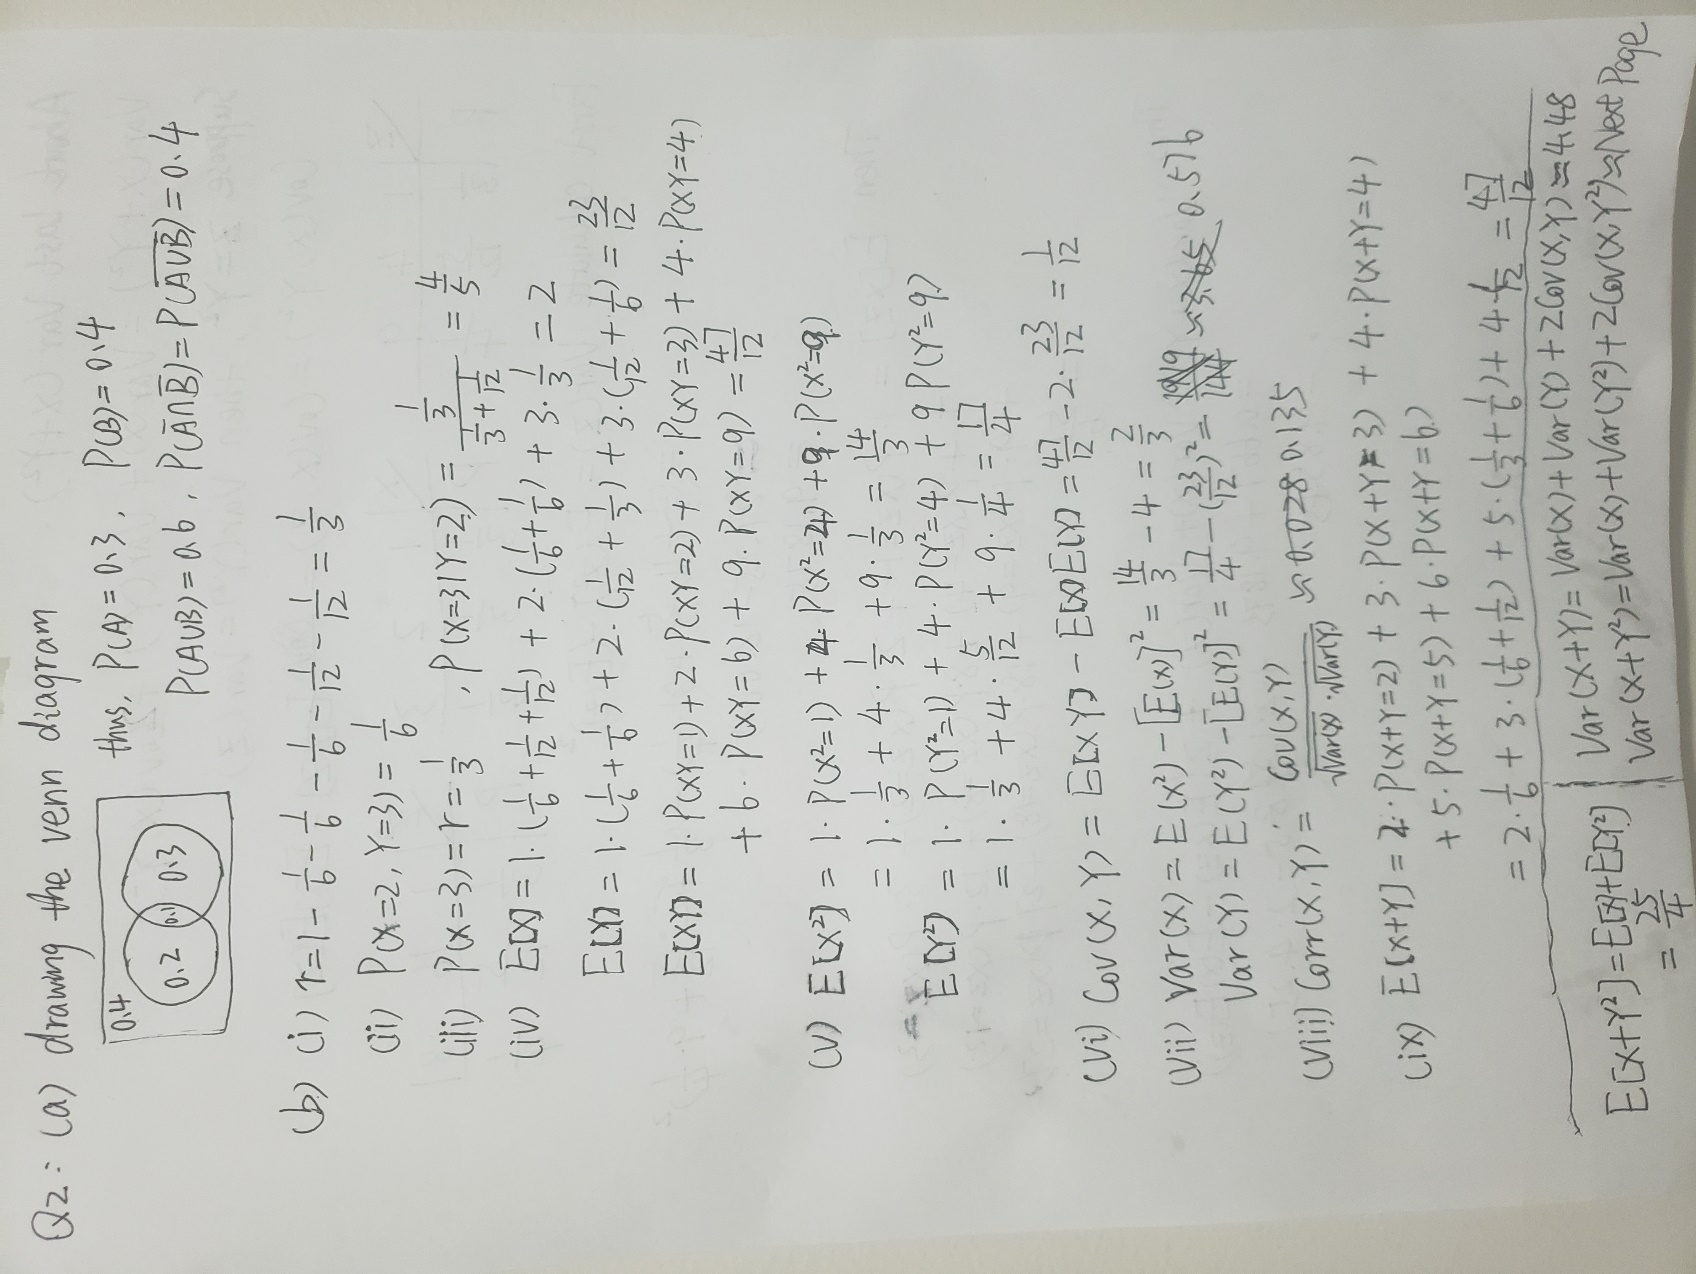 Q2: (a) drawing the venn diagram
0.4 0.2 0.1 0.3
thus, P(A)=0.3, P(B)=0.4
P(A∪B)=0.6, P(Ā∩B̄)=P(\overline{A∪B})=0.4
(b) (i) r=1-1/6-1/6-1/6-1/12-1/12=1/3
(ii) P(X=2,Y=3)=1/6
(iii) P(X=3)=r=1/3, P(X=3|Y=2)=(1/3)/(1/3+1/12)=4/5
(iv) E[X]=1·(1/6+1/12+1/12)+2·(1/6+1/6)+3·1/3=2
E[Y]=1·(1/6+1/6)+2·(1/12+1/3)+3·(1/12+1/6)=23/12
E[XY]=1·P(XY=1)+2·P(XY=2)+3·P(XY=3)+4·P(XY=4)
+6·P(XY=6)+9·P(XY=9)=47/12
(v) E[X²]=1·P(X²=1)+4·P(X²=4)+9·P(X²=9)
=1·1/3+4·1/3+9·1/3=14/3
E[Y²]=1·P(Y²=1)+4·P(Y²=4)+9P(Y²=9)
=1·1/3+4·5/12+9·1/4=17/4
(vi) Cov(X,Y)=E[XY]-E[X]E[Y]=47/12-2·23/12=1/12
(vii) Var(X)=E(X²)-[E(X)]²=14/3-4=2/3
Var(Y)=E(Y²)-[E(Y)]²=17/4-(23/12)²= ≈ 0.576
(viii) Corr(X,Y)=Cov(X,Y)/(√Var(X)·√Var(Y)) ≈ 0.135
(ix) E[X+Y]=2·P(X+Y=2)+3·P(X+Y=3)+4·P(X+Y=4)
+5·P(X+Y=5)+6·P(X+Y=6)
=2·1/6+3·(1/6+1/12)+5·(1/3+1/6)+4·1/12=47/12
E[X+Y²]=E[X]+E[Y²]
=25/4
Var(X+Y)=Var(X)+Var(Y)+2Cov(X,Y)≈4.48
Var(X+Y²)=Var(X)+Var(Y²)+2Cov(X,Y²)≈Next Page